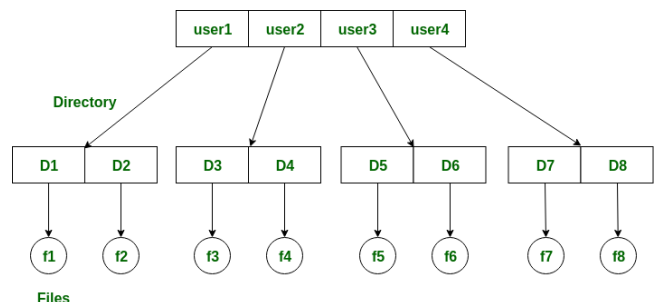 user1 user2 user3 user4
Directory
D1 D2 D3 D4 D5 D6 D7 D8
f1 f2 f3 f4 f5 f6 f7 f8
Files